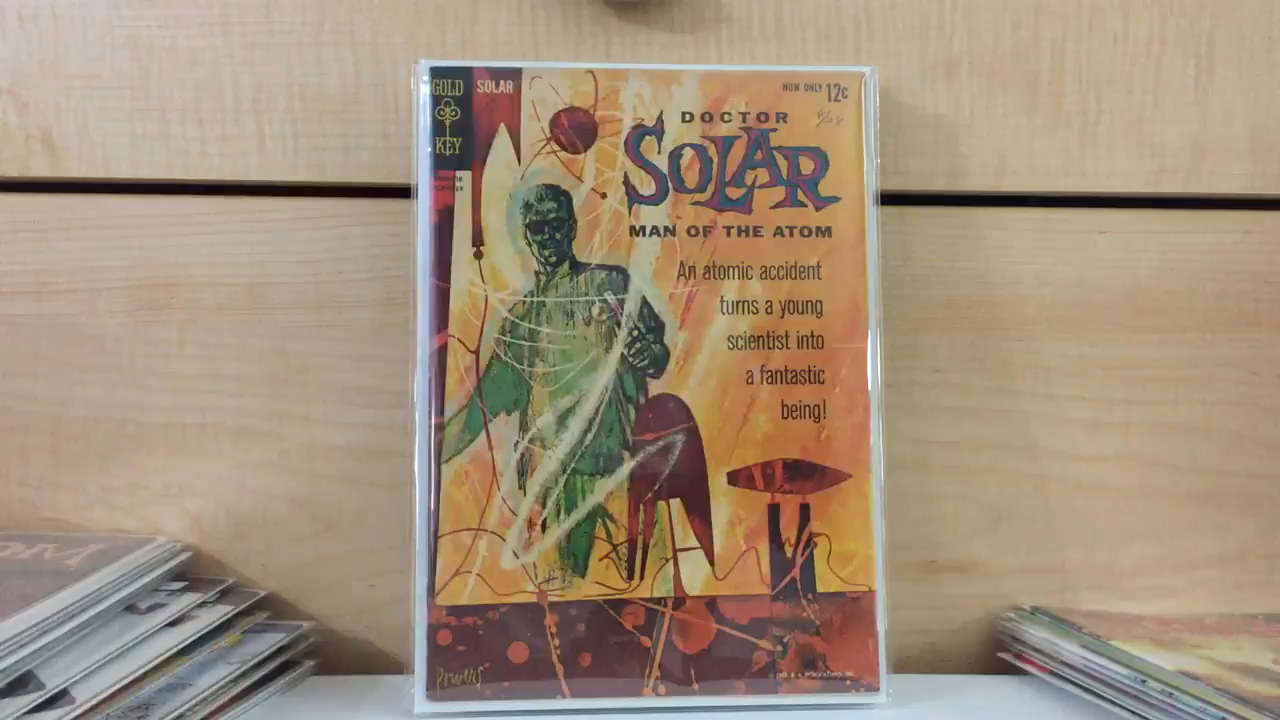 GOLD
KEY
SOLAR
NOW ONLY 12¢
DOCTOR
SOLAR
MAN OF THE ATOM
An atomic accident
turns a young
scientist into
a fantastic
being!
Powers